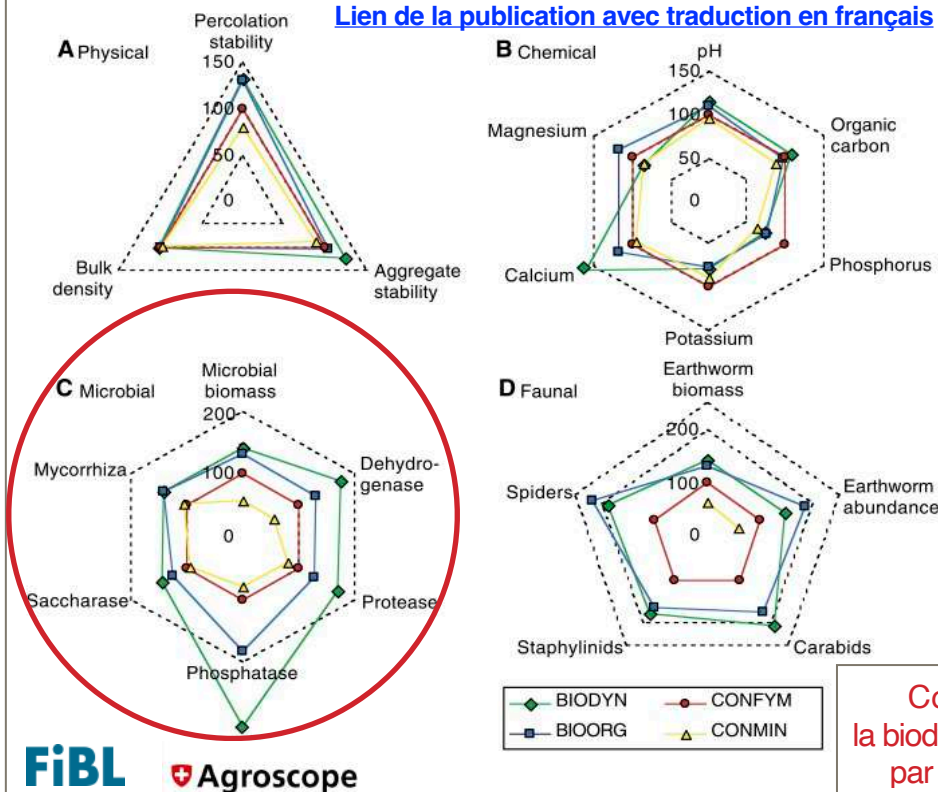 Lien de la publication avec traduction en français
A Physical
Percolation
stability
150
100
50
0
Bulk
density
Aggregate
stability
B Chemical
pH
150
100
50
0
Magnesium
Organic
carbon
Calcium
Phosphorus
Potassium
C Microbial
Microbial
biomass
200
100
0
Mycorrhiza
Dehydro-
genase
Saccharase
Protease
Phosphatase
D Faunal
Earthworm
biomass
200
100
0
Spiders
Earthworm
abundance
Staphylinids
Carabids
BIODYN
CONFYM
BIOORG
CONMIN
FiBL
Agroscope
Co
la biod
par